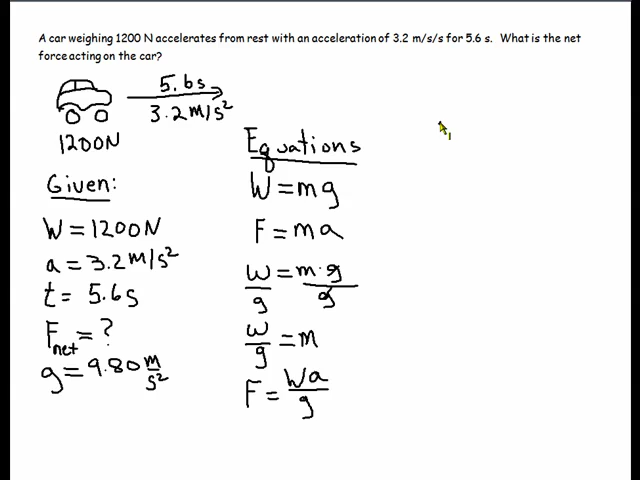 A car weighing 1200 N accelerates from rest with an acceleration of 3.2 m/s/s for 5.6 s. What is the net
force acting on the car?
5.6s
3.2 m/s²
1200N
Given:
W = 1200N
a = 3.2 m/s²
t = 5.6s
Fnet = ?
g = 9.80 m/s²
Equations
W = mg
F = ma
w/g = m·g/g
w/g = m
F = Wa/g